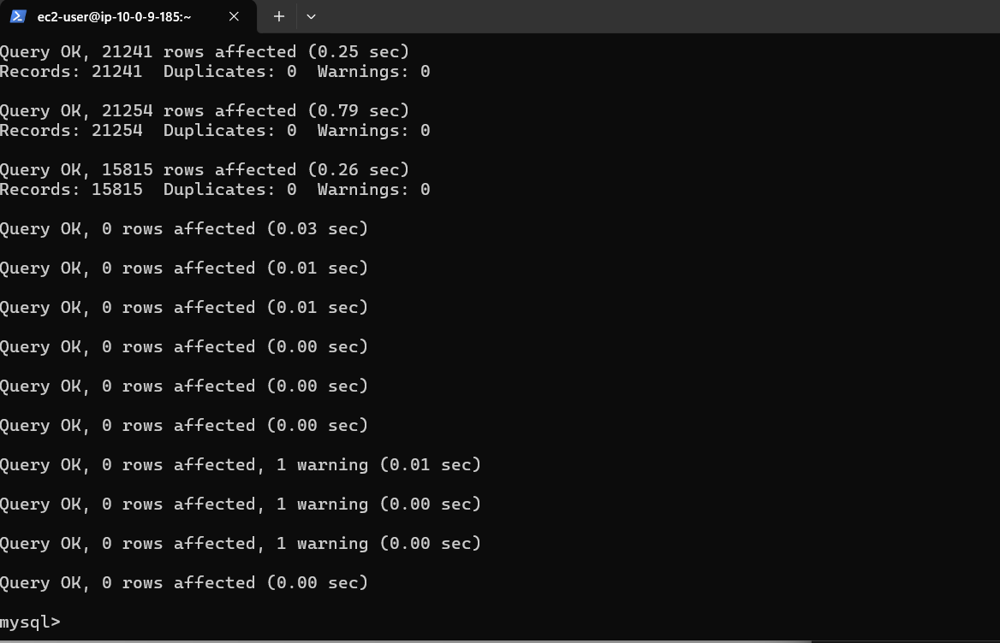 ec2-user@ip-10-0-9-185:~
Query OK, 21241 rows affected (0.25 sec)
Records: 21241  Duplicates: 0  Warnings: 0
Query OK, 21254 rows affected (0.79 sec)
Records: 21254  Duplicates: 0  Warnings: 0
Query OK, 15815 rows affected (0.26 sec)
Records: 15815  Duplicates: 0  Warnings: 0
Query OK, 0 rows affected (0.03 sec)
Query OK, 0 rows affected (0.01 sec)
Query OK, 0 rows affected (0.01 sec)
Query OK, 0 rows affected (0.00 sec)
Query OK, 0 rows affected (0.00 sec)
Query OK, 0 rows affected (0.00 sec)
Query OK, 0 rows affected, 1 warning (0.01 sec)
Query OK, 0 rows affected, 1 warning (0.00 sec)
Query OK, 0 rows affected, 1 warning (0.00 sec)
Query OK, 0 rows affected (0.00 sec)
mysql>